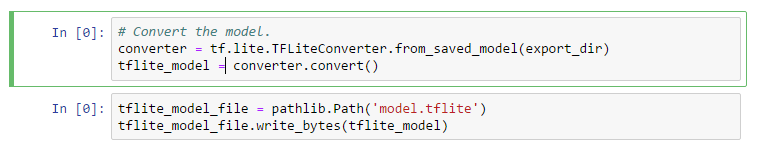 In [0]:
# Convert the model.
converter = tf.lite.TFLiteConverter.from_saved_model(export_dir)
tflite_model = converter.convert()
In [0]:
tflite_model_file = pathlib.Path('model.tflite')
tflite_model_file.write_bytes(tflite_model)